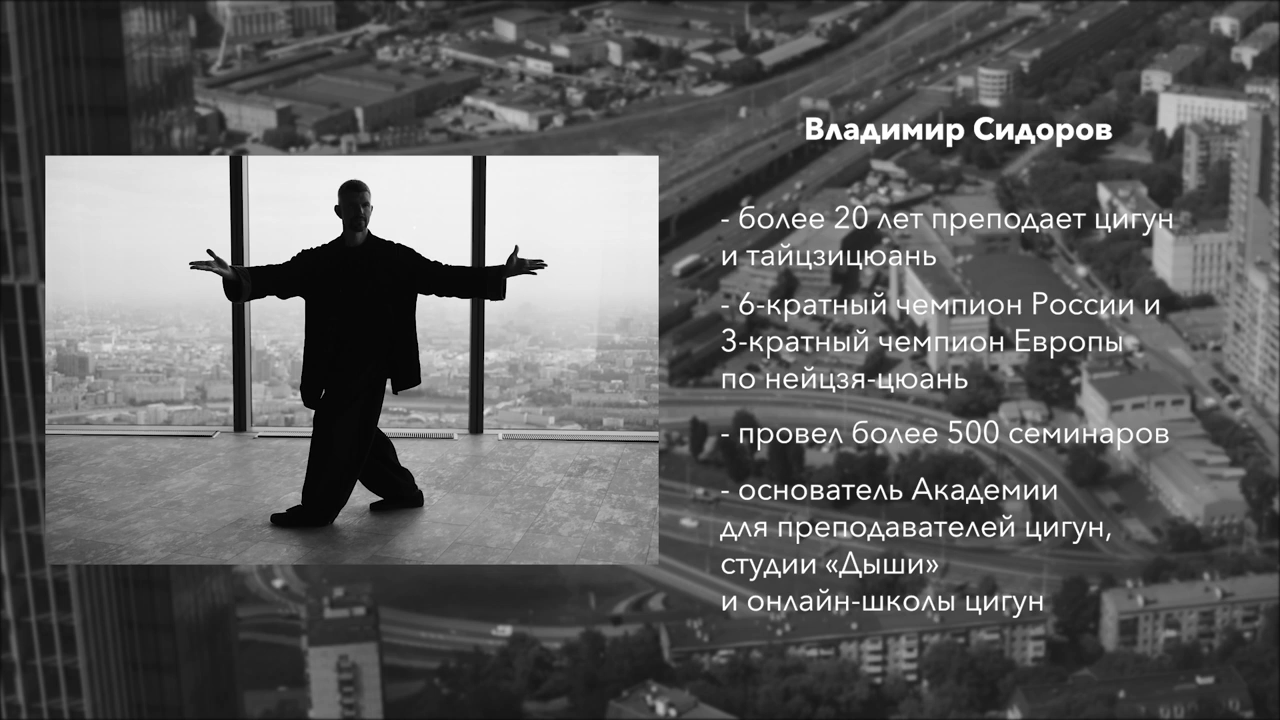 Владимир Сидоров
- более 20 лет преподает цигун
и тайцзицюань
- 6-кратный чемпион России и
3-кратный чемпион Европы
по нейцзя-цюань
- провел более 500 семинаров
- основатель Академии
для преподавателей цигун,
студии «Дыши»
и онлайн-школы цигун